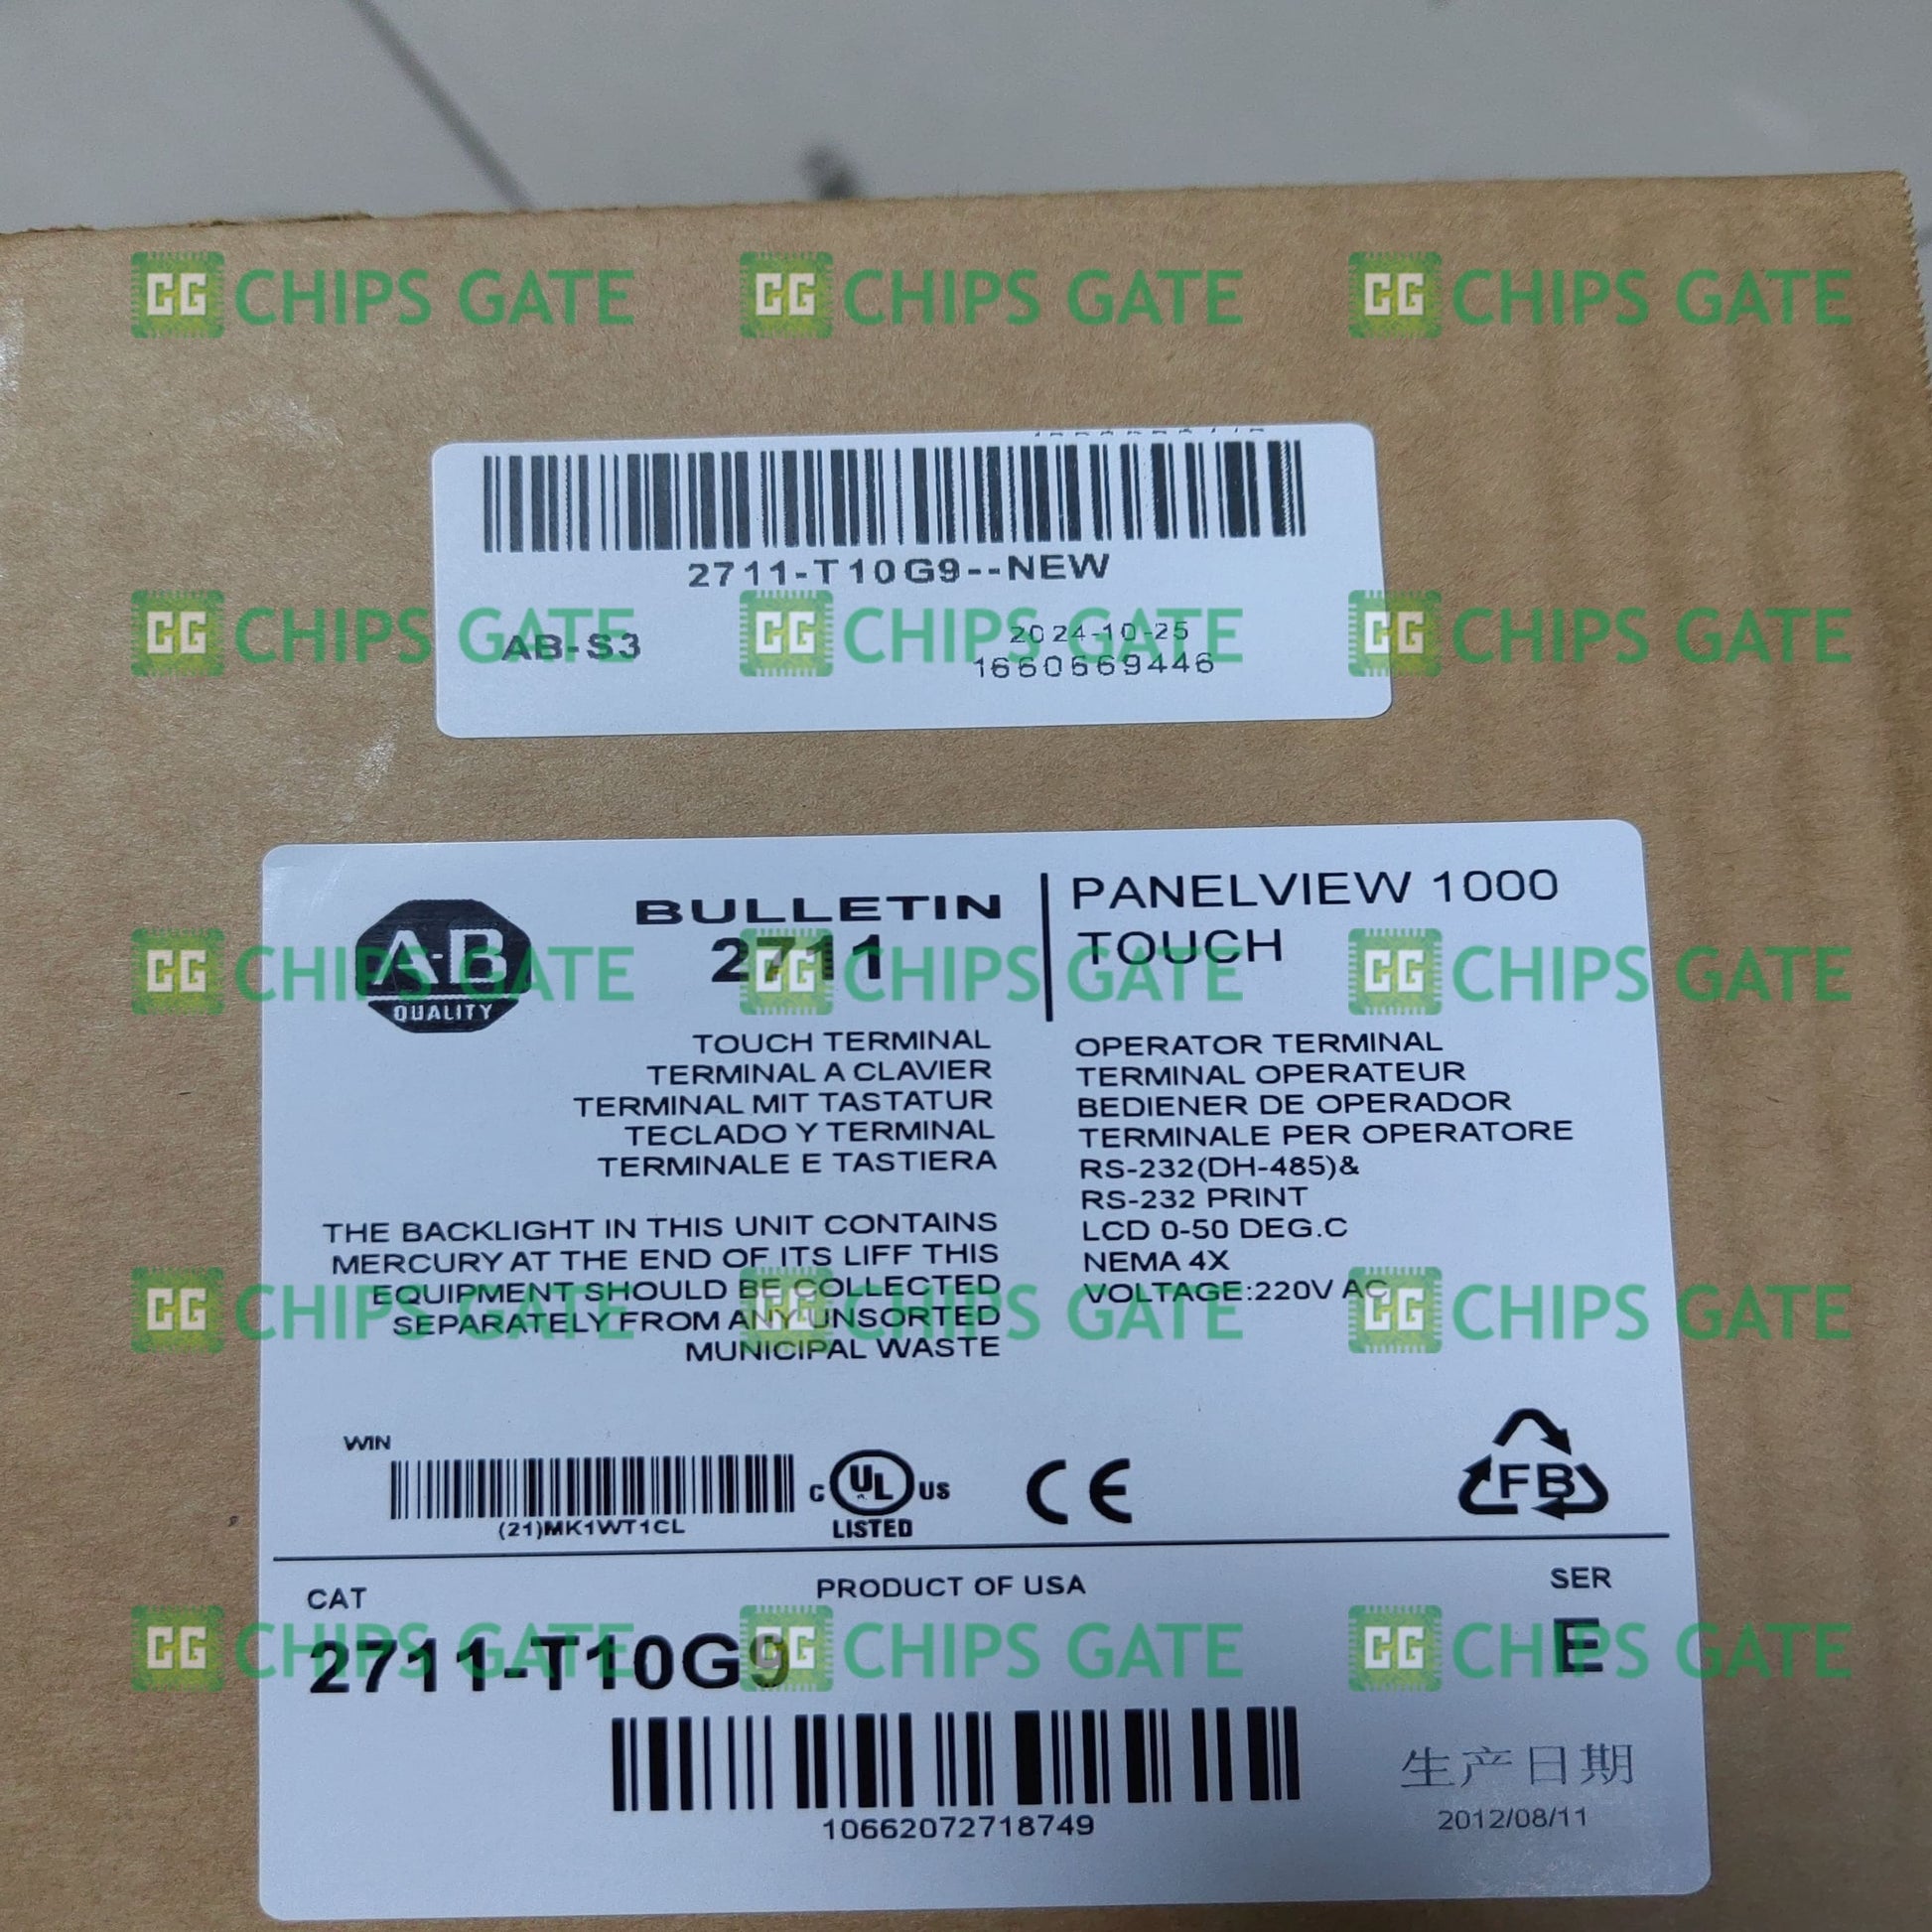 CG CHIPS GATE CG CHIPS GATE CG CHIPS GATE
2711-T10G9--NEW
CG CHIPS GATE CG CHIPS GATE CG CHIPS GATE
AB-S3
2024-10-25
1660669446
A-B
QUALITY
BULLETIN
2711
PANELVIEW 1000
TOUCH
CG CHIPS GATE CG CHIPS GATE CG CHIPS GATE
TOUCH TERMINAL
TERMINAL A CLAVIER
TERMINAL MIT TASTATUR
TECLADO Y TERMINAL
TERMINALE E TASTIERA
THE BACKLIGHT IN THIS UNIT CONTAINS
MERCURY AT THE END OF ITS LIFF THIS
EQUIPMENT SHOULD BE COLLECTED
SEPARATELY FROM ANY UNSORTED
MUNICIPAL WASTE
OPERATOR TERMINAL
TERMINAL OPERATEUR
BEDIENER DE OPERADOR
TERMINALE PER OPERATORE
RS-232(DH-485)&
RS-232 PRINT
LCD 0-50 DEG.C
NEMA 4X
VOLTAGE:220V AC
CG CHIPS GATE CG CHIPS GATE CG CHIPS GATE
WIN
(21)MK1WT1CL
C UL US
LISTED
CE
FB
CAT
PRODUCT OF USA
SER
2711-T10G9
E
CG CHIPS GATE CG CHIPS GATE CG CHIPS GATE
10662072718749
生产日期
2012/08/11